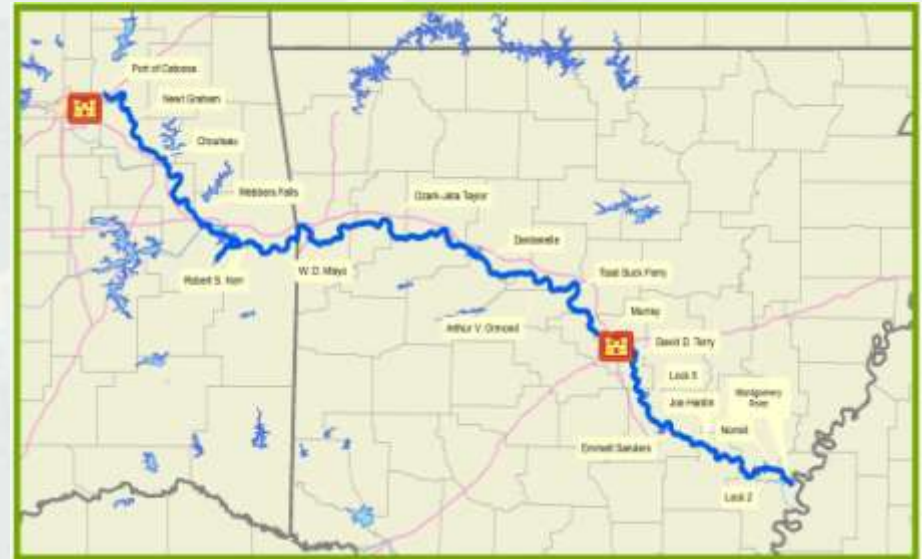 Port of Catoosa
Newt Graham
Chouteau
Webbers Falls
Ozark-Jeta Taylor
Robert S. Kerr
W. D. Mayo
Dardanelle
Toad Suck Ferry
Arthur V. Ormond
Murray
David D. Terry
Lock 5
Montgomery
Point
Joe Hardin
Norrell
Emmett Sanders
Lock 2